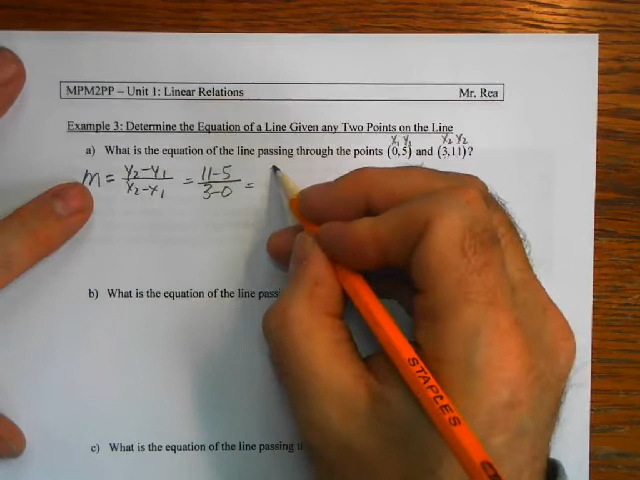 MPM2PP – Unit 1: Linear Relations Mr. Rea
Example 3: Determine the Equation of a Line Given any Two Points on the Line
x₁ y₁ x₂ y₂
a) What is the equation of the line passing through the points (0,5) and (3,11)?
m = y₂-y₁ / x₂-x₁ = 11-5 / 3-0 =
b) What is the equation of the line passi
c) What is the equation of the line passing t
STAPLES